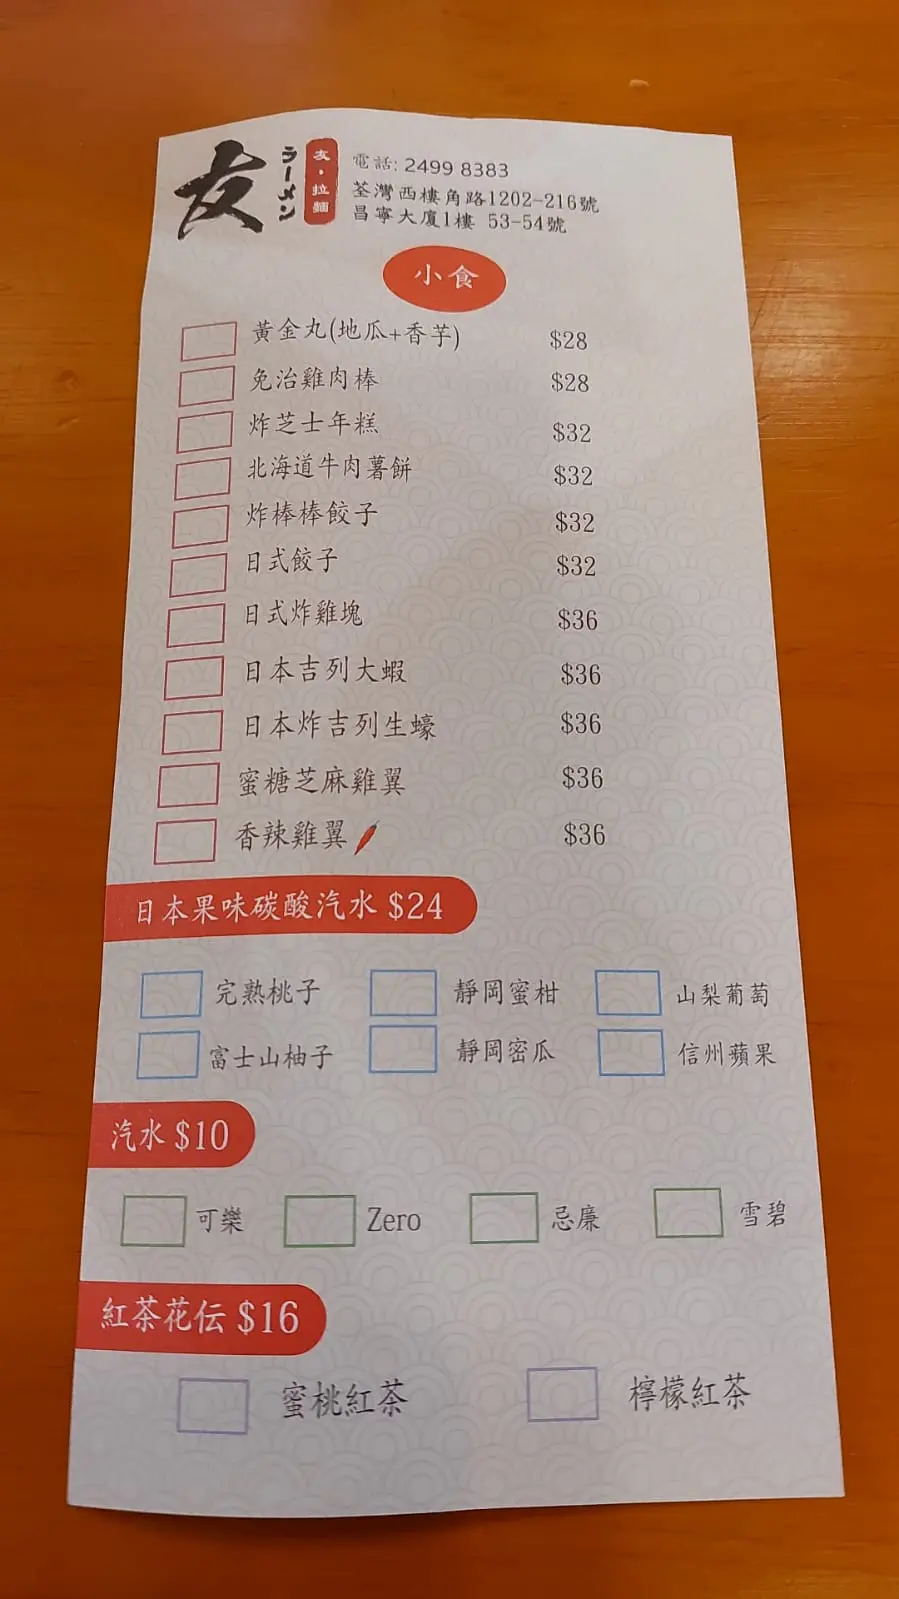 友
ラーメン
友·拉麵
電話: 2499 8383
荃灣西樓角路1202-216號
昌寧大廈1樓 53-54號
小食
黃金丸(地瓜+香芋) $28
免治雞肉棒 $28
炸芝士年糕 $32
北海道牛肉薯餅 $32
炸棒棒餃子 $32
日式餃子 $32
日式炸雞塊 $36
日本吉列大蝦 $36
日本炸吉列生蠔 $36
蜜糖芝麻雞翼 $36
香辣雞翼 $36
日本果味碳酸汽水 $24
完熟桃子 靜岡蜜柑 山梨葡萄
富士山柚子 靜岡密瓜 信州蘋果
汽水 $10
可樂 Zero 忌廉 雪碧
紅茶花伝 $16
蜜桃紅茶 檸檬紅茶